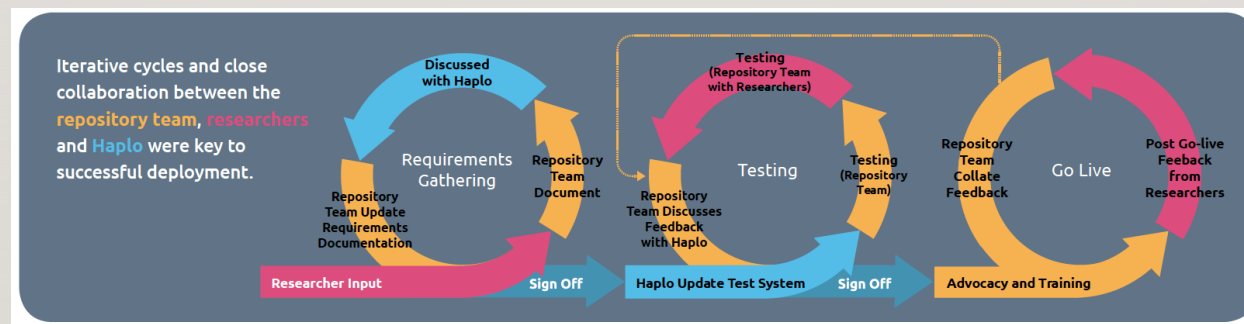 Iterative cycles and close
collaboration between the
repository team, researchers
and Haplo were key to
successful deployment.
Discussed
with Haplo
Requirements
Gathering
Repository
Team
Document
Repository
Team Update
Requirements
Documentation
Researcher Input
Sign Off
Testing
(Repository Team
with Researchers)
Testing
Testing
(Repository
Team)
Repository
Team Discusses
Feedback
with Haplo
Haplo Update Test System
Sign Off
Repository
Team
Collate
Feedback
Go Live
Post Go-live
Feeback
from
Researchers
Advocacy and Training